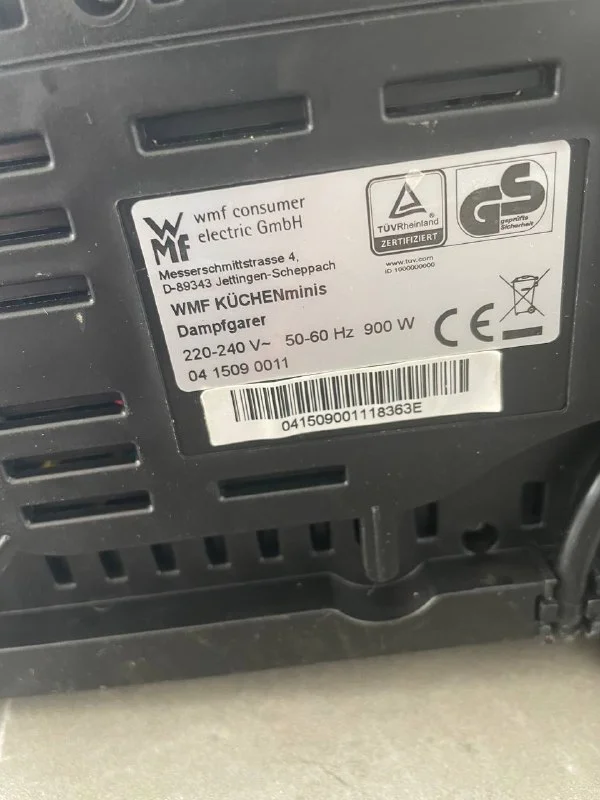 WMF
wmf consumer
electric GmbH
TÜVRheinland
ZERTIFIZIERT
GS
geprüfte
Sicherheit
Messerschmittstrasse 4,
D-89343 Jettingen-Scheppach
www.tuv.com
ID 1000000000
WMF KÜCHENminis
Dampfgarer
220-240 V~ 50-60 Hz 900 W
CE
04 1509 0011
041509001118363E